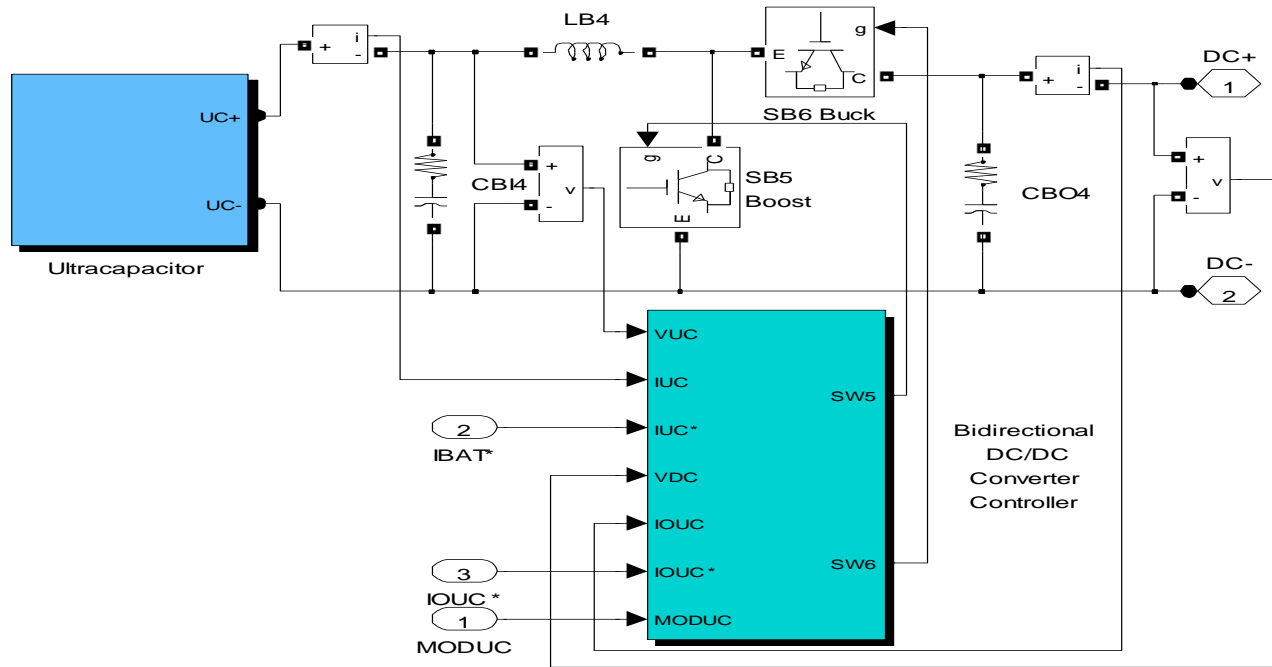 LB4
i
+
-
g
E
C
SB6 Buck
i
+
-
DC+
1
UC+
UC-
Ultracapacitor
CBI4
+
v
-
g
C
E
SB5
Boost
CBO4
+
v
-
DC-
2
VUC
IUC
IUC*
VDC
IOUC
IOUC*
MODUC
SW5
SW6
2
IBAT*
3
IOUC *
1
MODUC
Bidirectional
DC/DC
Converter
Controller